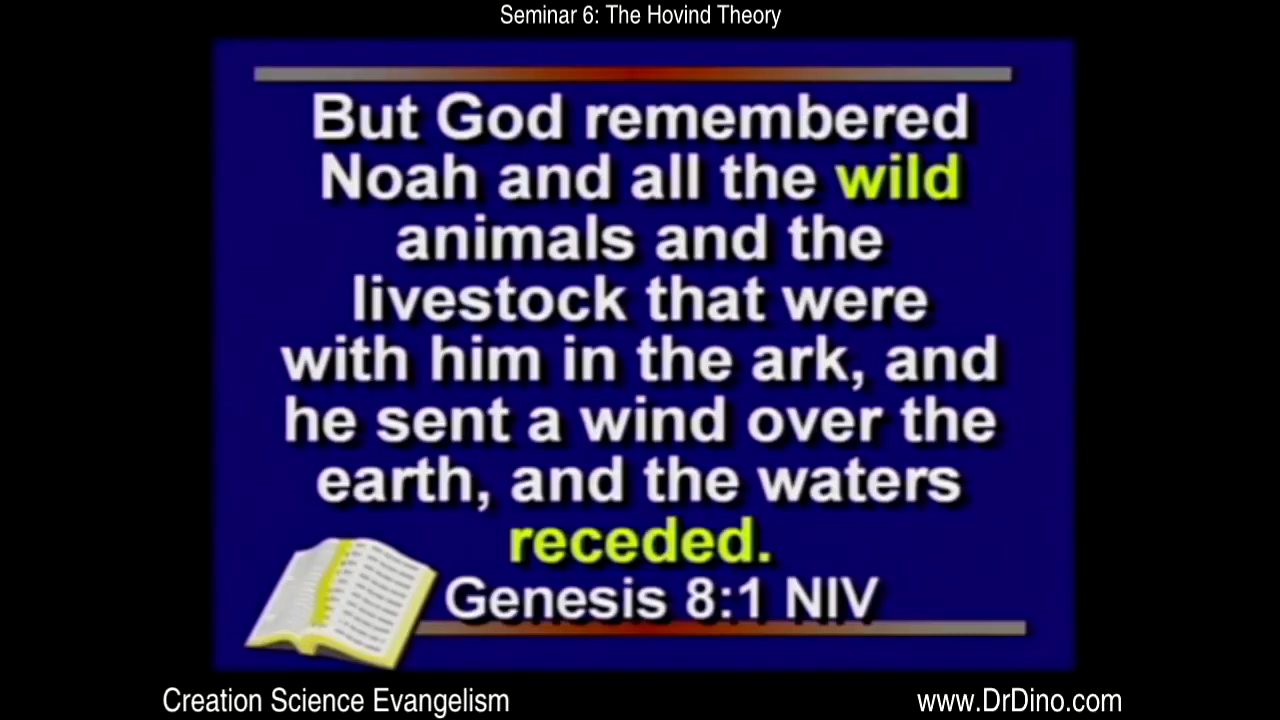 Seminar 6: The Hovind Theory
But God remembered
Noah and all the wild
animals and the
livestock that were
with him in the ark, and
he sent a wind over the
earth, and the waters
receded.
Genesis 8:1 NIV
Creation Science Evangelism
www.DrDino.com